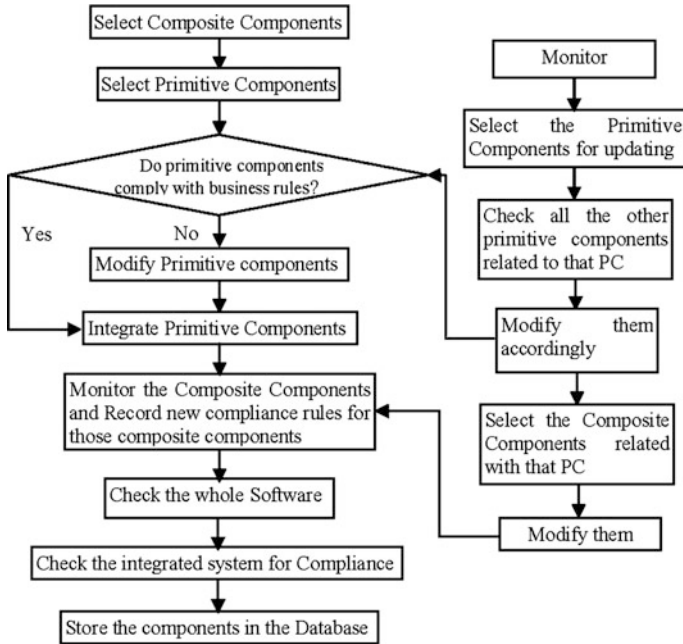 Select Composite Components
Select Primitive Components
Do primitive components
comply with business rules?
Yes
No
Modify Primitive components
Integrate Primitive Components
Monitor the Composite Components
and Record new compliance rules for
those composite components
Check the whole Software
Check the integrated system for Compliance
Store the components in the Database
Monitor
Select the Primitive
Components for updating
Check all the other
primitive components
related to that PC
Modify them
accordingly
Select the Composite
Components related
with that PC
Modify them